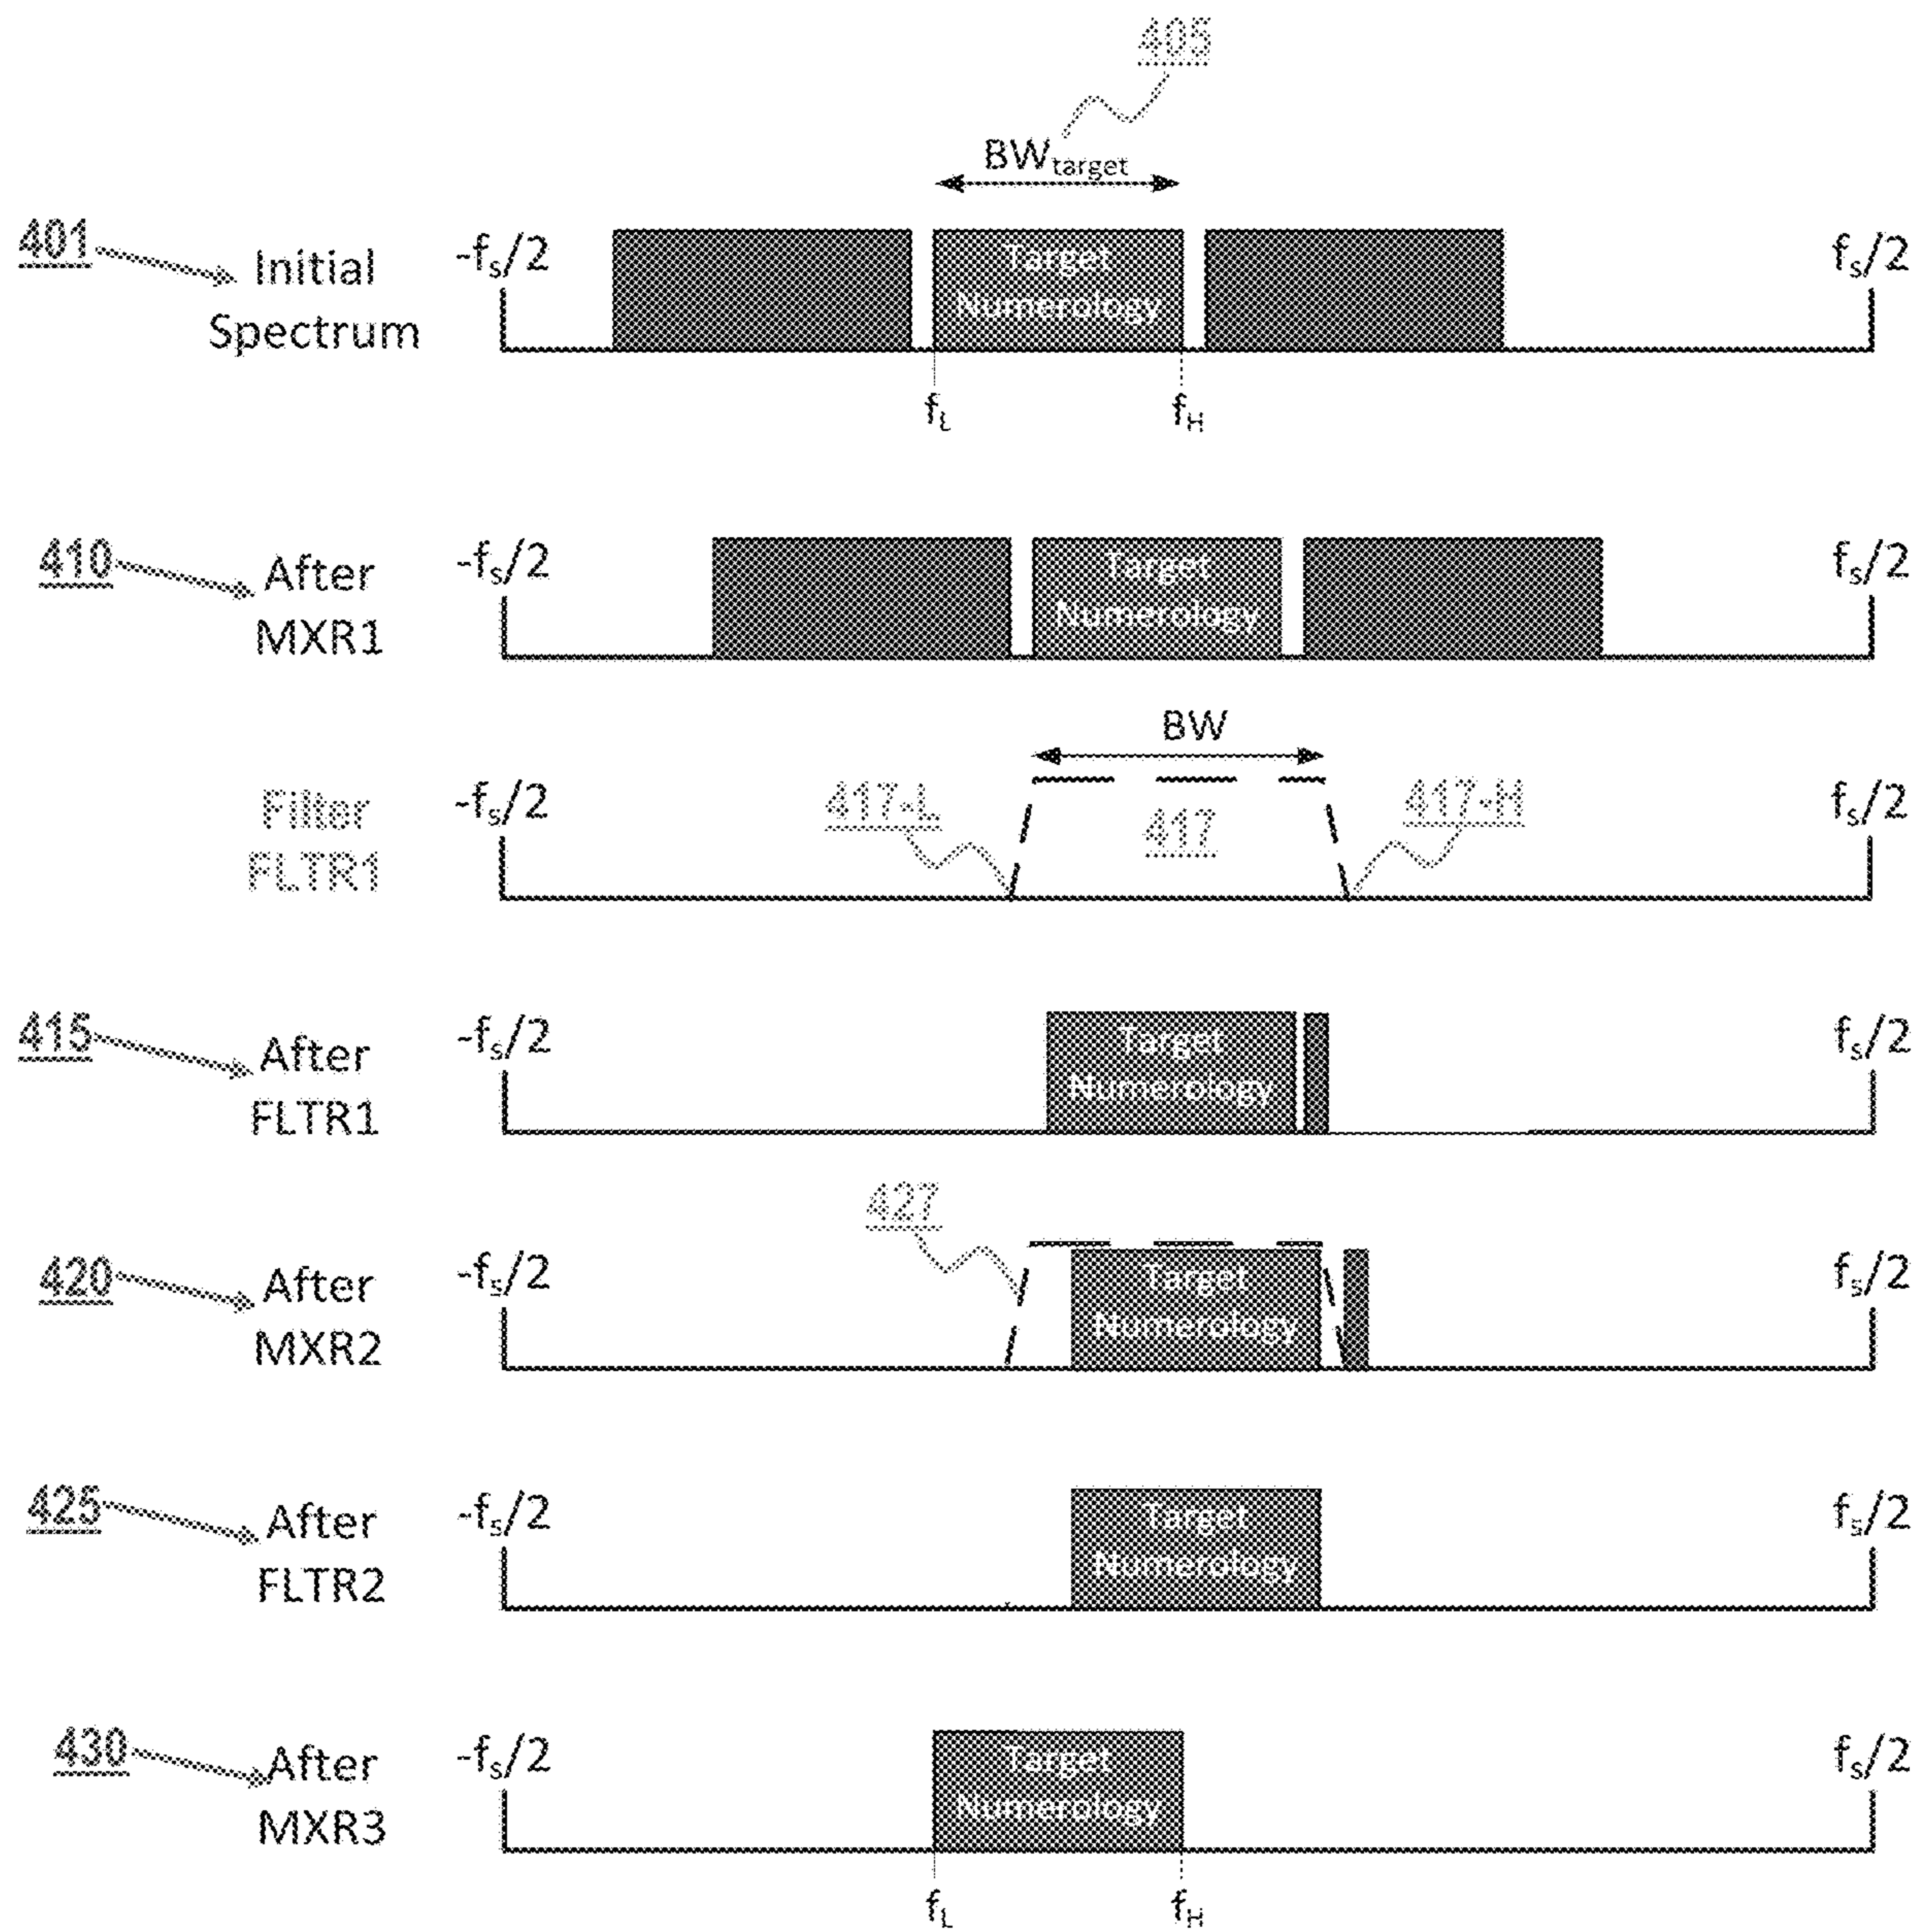 405
BWtarget
401
Initial
Spectrum
-fs/2
Target
Numerology
fs/2
fL
fH
410
After
MXR1
-fs/2
Target
Numerology
fs/2
BW
Filter
FLTR1
-fs/2
417-L
417
417-H
fs/2
415
After
FLTR1
-fs/2
Target
Numerology
fs/2
427
420
After
MXR2
-fs/2
Target
Numerology
fs/2
425
After
FLTR2
-fs/2
Target
Numerology
fs/2
430
After
MXR3
-fs/2
Target
Numerology
fs/2
fL
fH